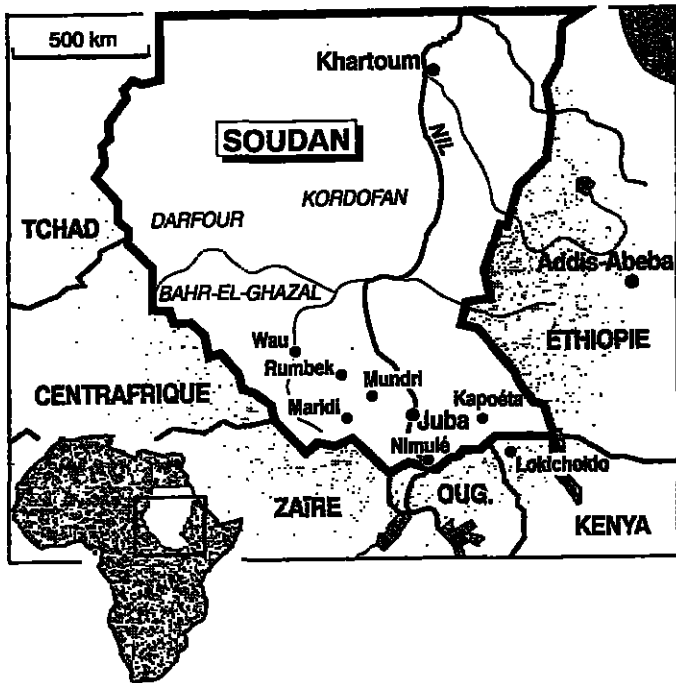 500 km
Khartoum
SOUDAN
NIL
KORDOFAN
DARFOUR
TCHAD
Addis-Abeba
BAHR-EL-GHAZAL
ÉTHIOPIE
Wau
Rumbek
Mundri
CENTRAFRIQUE
Kapoéta
Maridi
Juba
Nimulé
Lokichokio
ZAÏRE
OUG.
KENYA